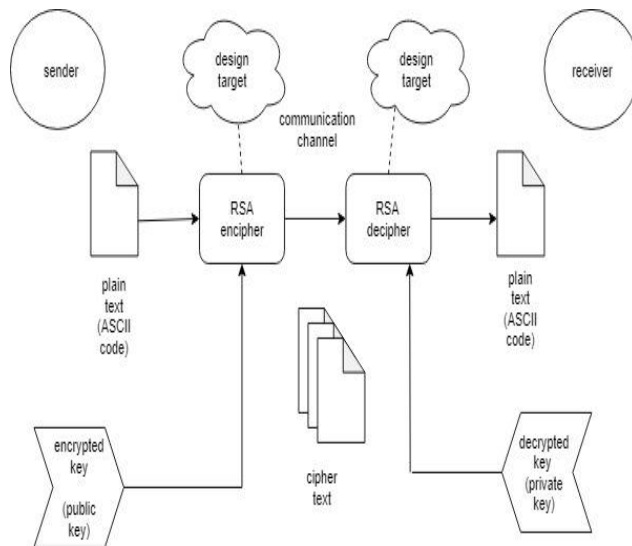 sender
design
target
design
target
receiver
communication
channel
RSA
encipher
RSA
decipher
plain
text
(ASCII
code)
plain
text
(ASCII
code)
encrypted
key
(public
key)
cipher
text
decrypted
key
(private
key)